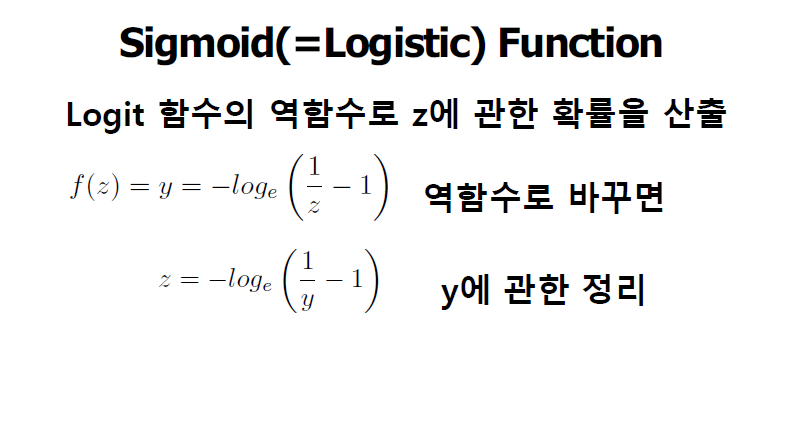 Sigmoid(=Logistic) Function
Logit 함수의 역함수로 z에 관한 확률을 산출
f(z) = y = −log_e(1/z − 1) 역함수로 바꾸면
z = −log_e(1/y − 1) y에 관한 정리